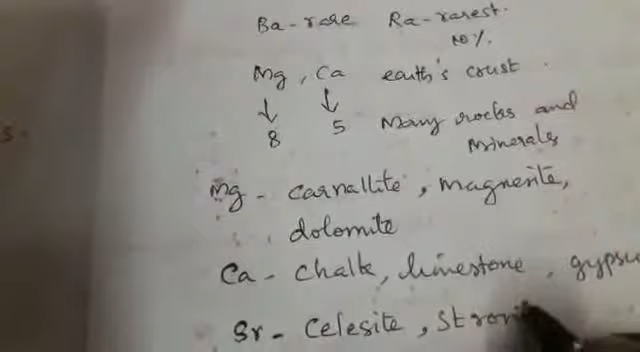 Ba - rare Ra - rarest.
10%.
Mg, Ca earth's crust.
↓ ↓
8 5 Many rocks and
minerals
Mg - carnallite, magnesite,
dolomite
Ca - chalk, limestone, gypsu
Sr - Celesite, Stron